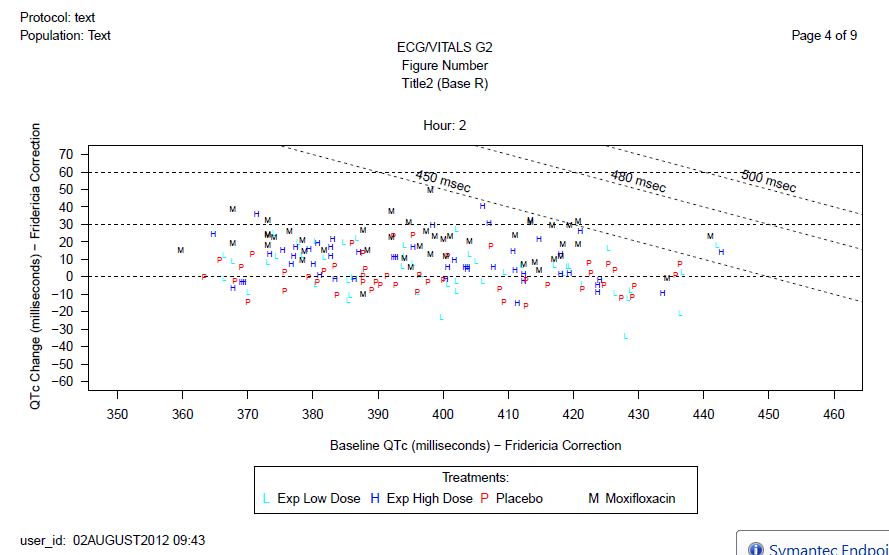 Protocol: text
Population: Text
Page 4 of 9
ECG/VITALS G2
Figure Number
Title2 (Base R)
Hour: 2
QTc Change (milliseconds) − Fridericia Correction
70
60
50
40
30
20
10
0
−10
−20
−30
−40
−50
−60
450 msec
480 msec
500 msec
350 360 370 380 390 400 410 420 430 440 450 460
Baseline QTc (milliseconds) − Fridericia Correction
Treatments:
L Exp Low Dose H Exp High Dose P Placebo M Moxifloxacin
user_id: 02AUGUST2012 09:43
Symantec Endpoi